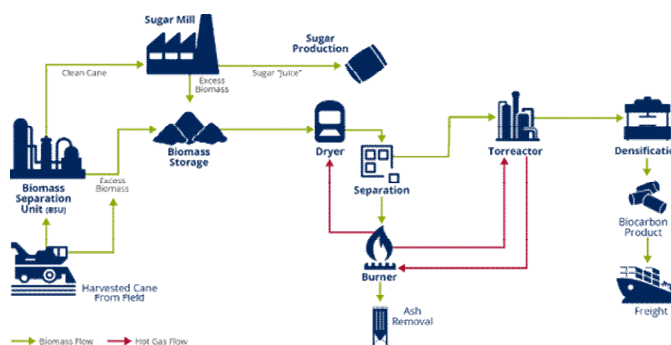 Sugar Mill
Sugar
Production
Clean Cane
Excess
Biomass
Sugar "Juice"
Biomass
Storage
Dryer
Separation
Torreactor
Densificatio
Biomass
Separation
Unit (BSU)
Excess
Biomass
Biocarbon
Product
Burner
Harvested Cane
From Field
Ash
Removal
Freight
Biomass Flow
Hot Gas Flow